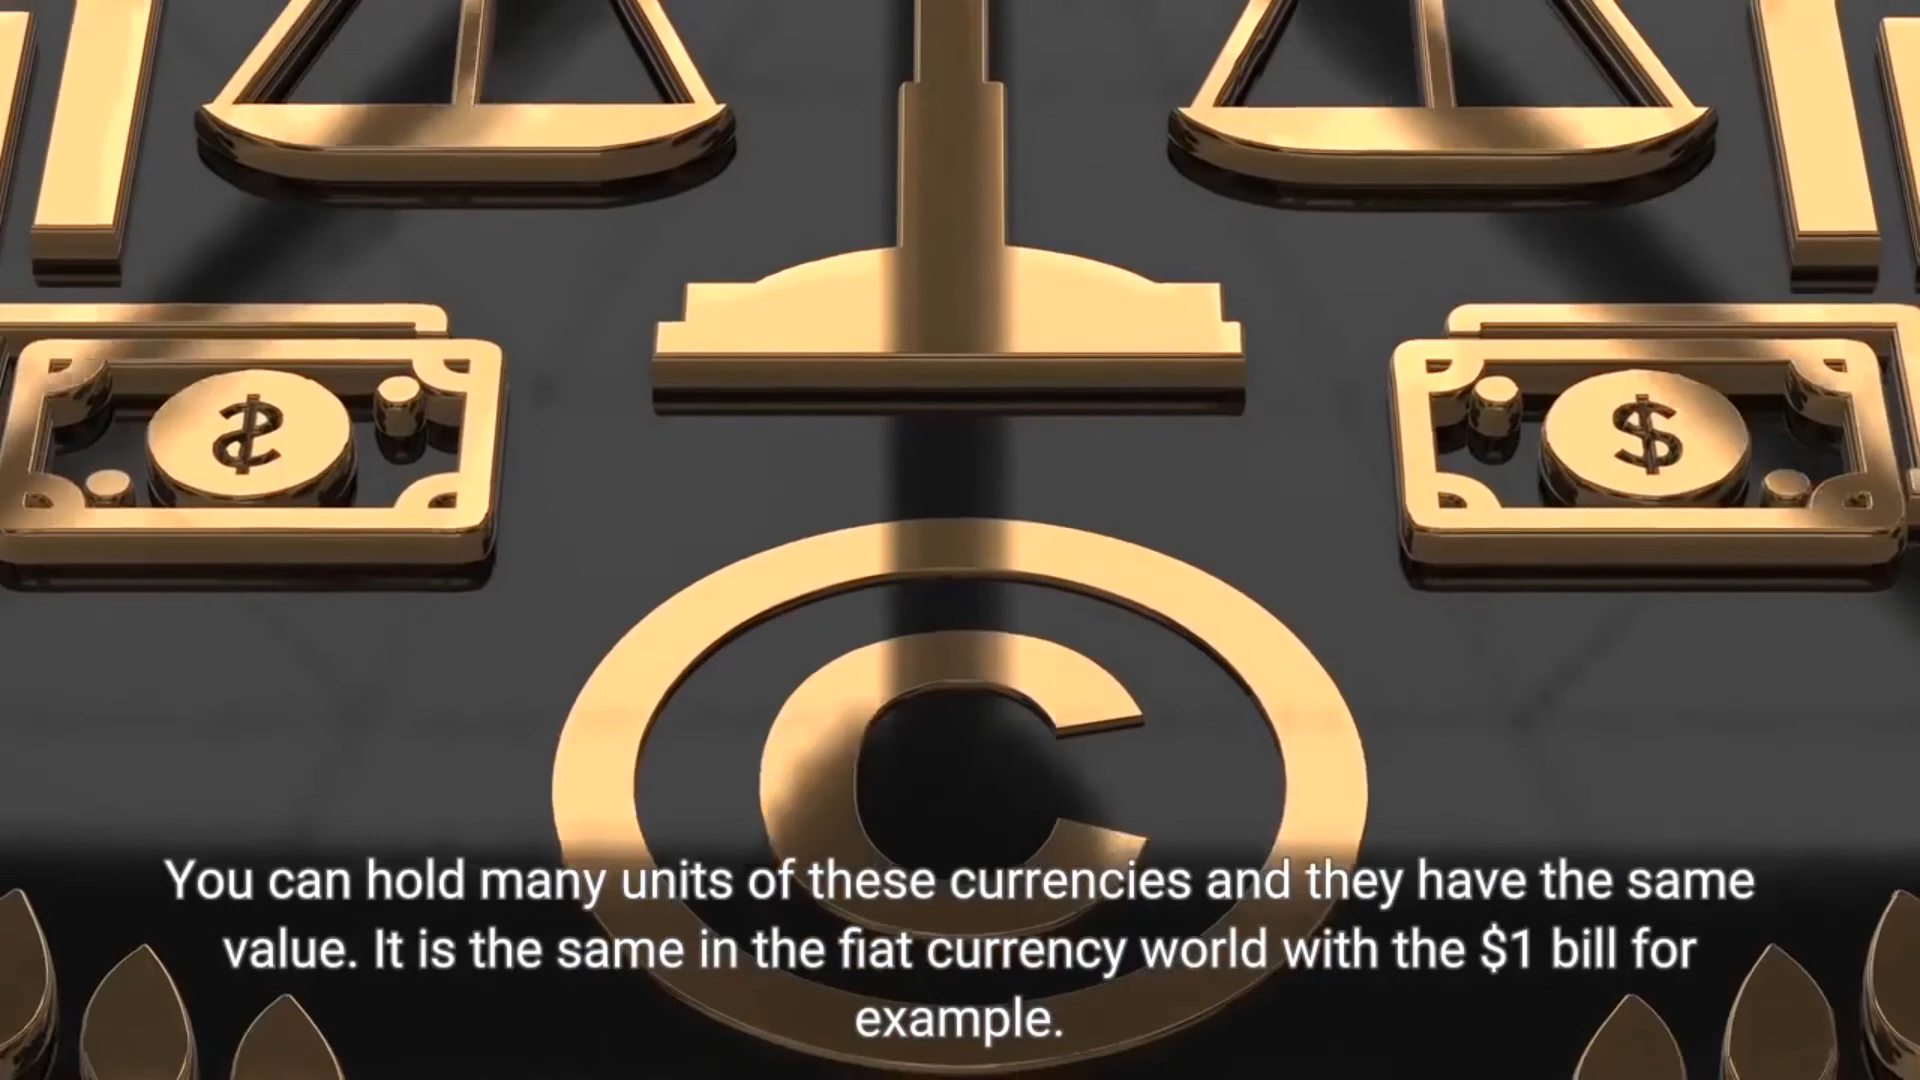 $ $
C
You can hold many units of these currencies and they have the same
value. It is the same in the fiat currency world with the $1 bill for
example.